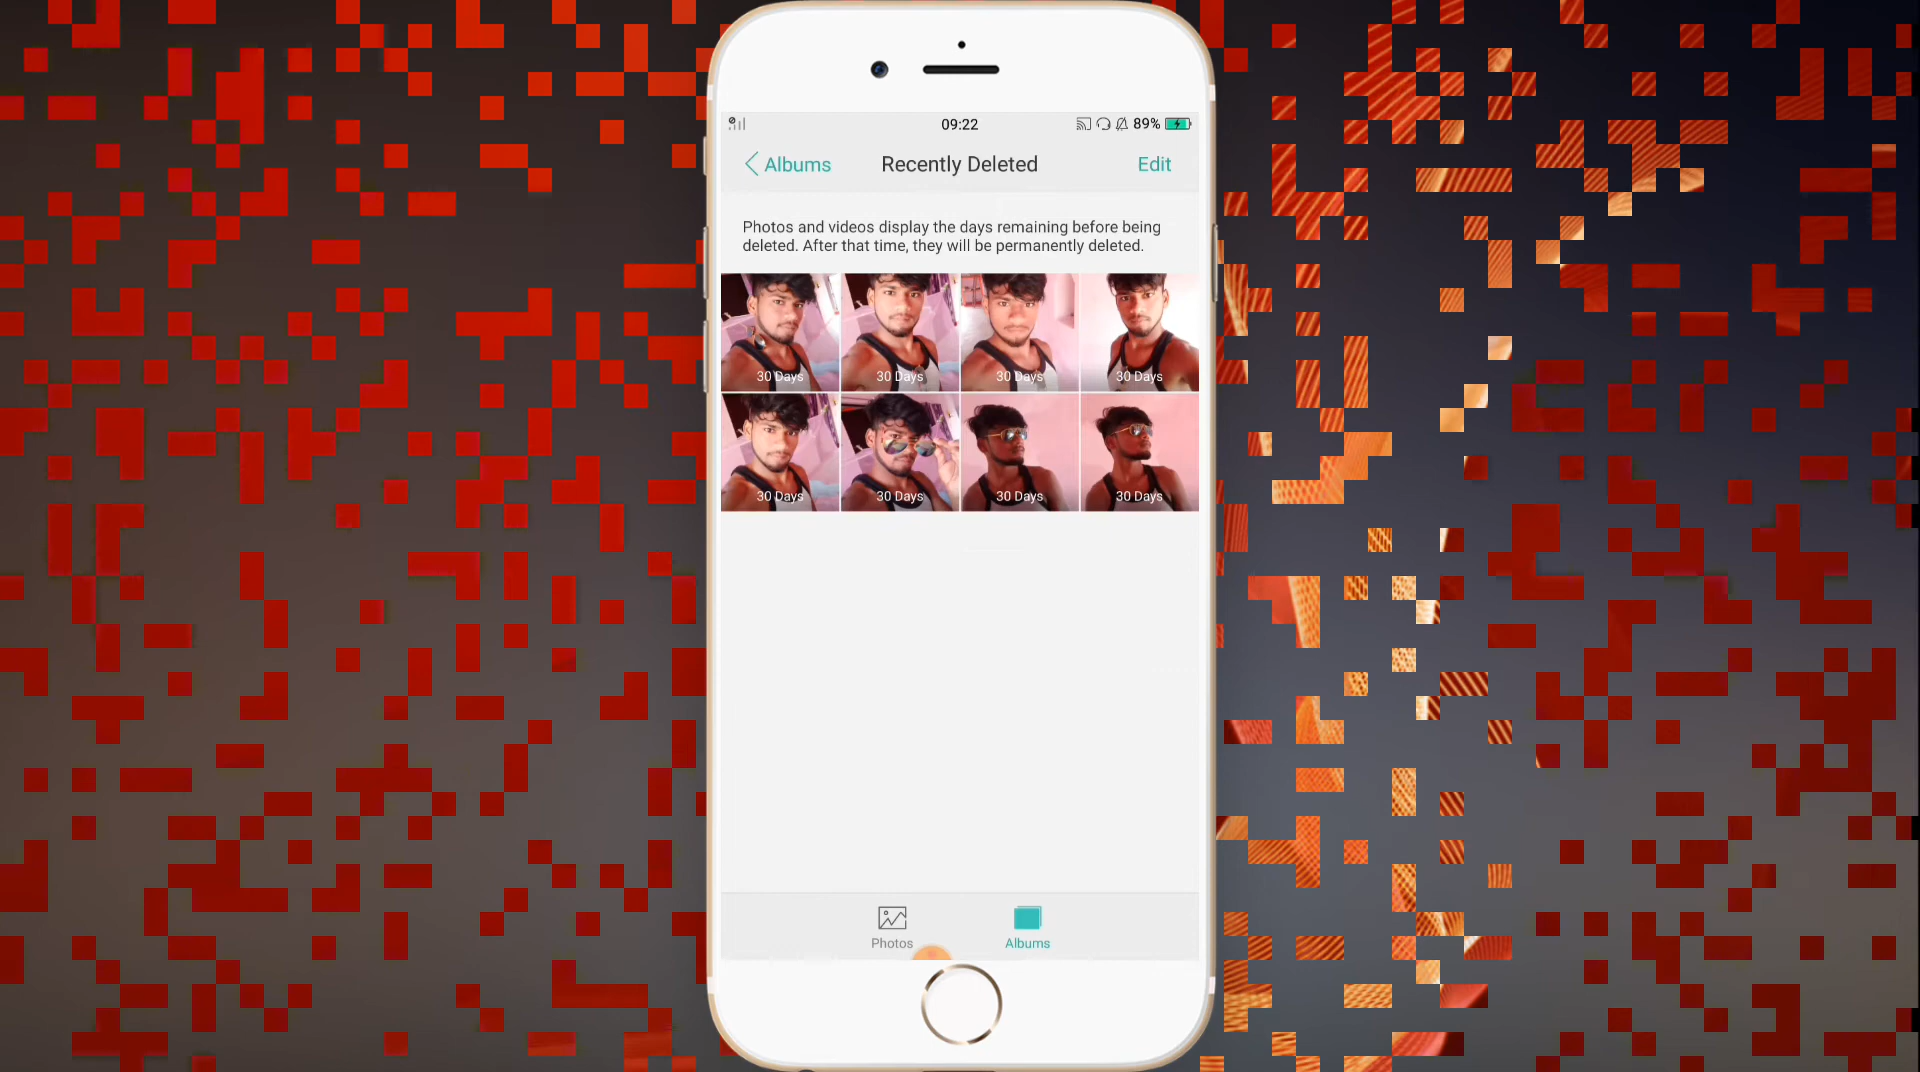 09:22
89%
Albums
Recently Deleted
Edit
Photos and videos display the days remaining before being
deleted. After that time, they will be permanently deleted.
30 Days
30 Days
30 Days
30 Days
30 Days
30 Days
30 Days
30 Days
Photos
Albums